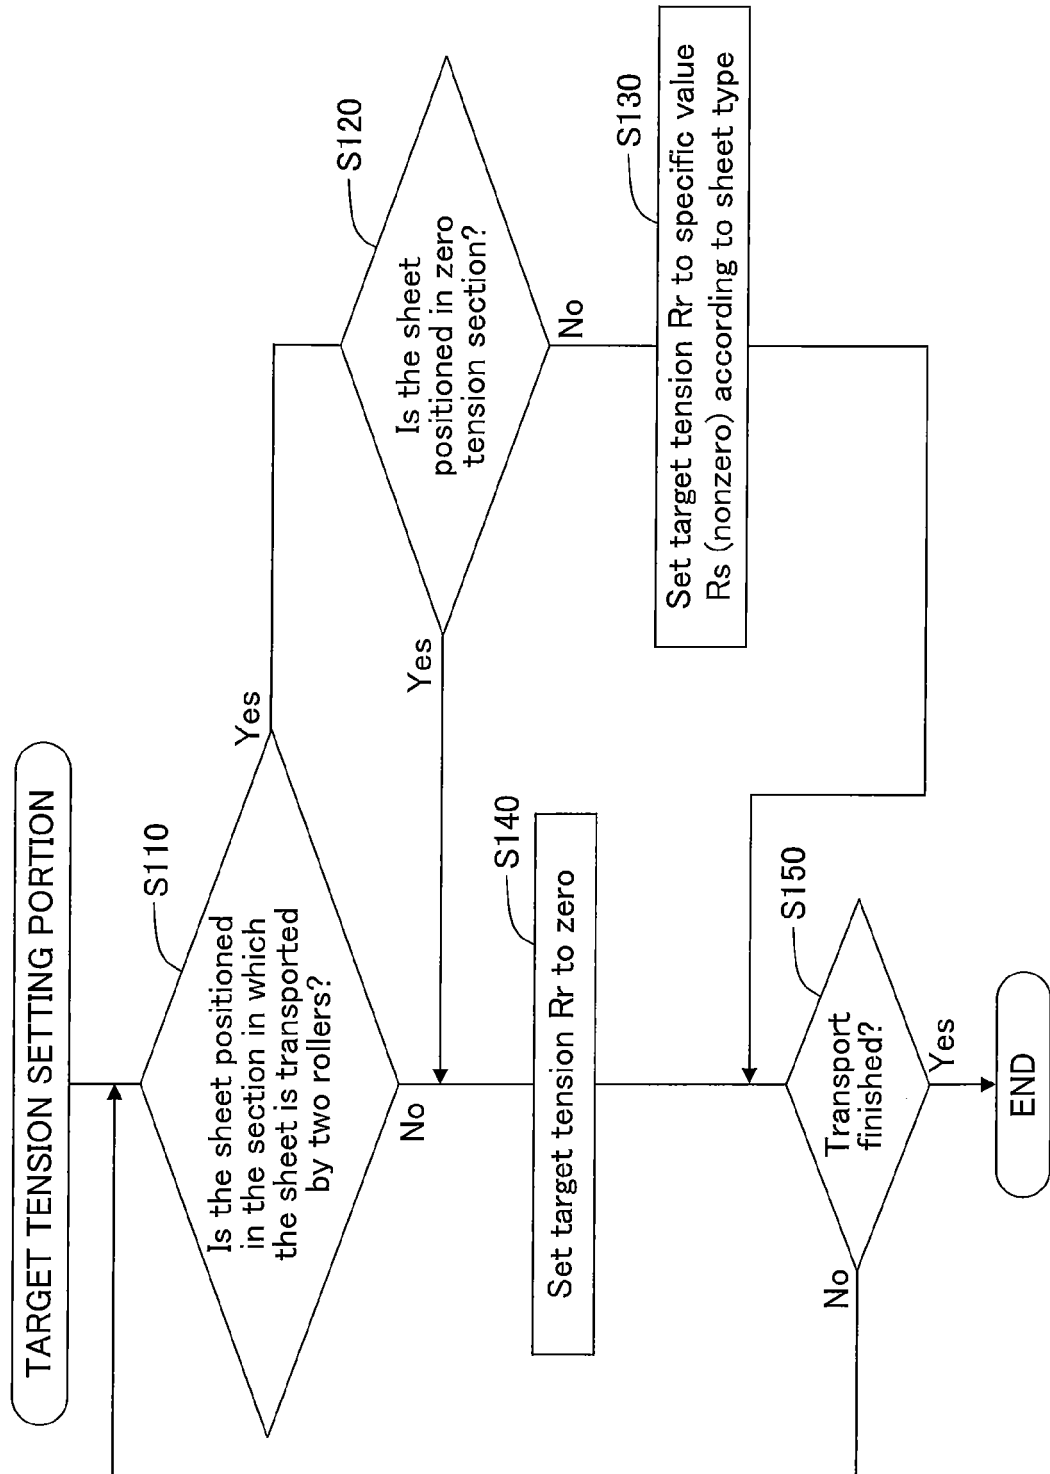 TARGET TENSION SETTING PORTION
S110
Is the sheet positioned
in the section in which
the sheet is transported
by two rollers?
Yes
No
S120
Is the sheet
positioned in zero
tension section?
Yes
No
S130
Set target tension Rr to specific value
Rs (nonzero) according to sheet type
S140
Set target tension Rr to zero
S150
Transport
finished?
No
Yes
END